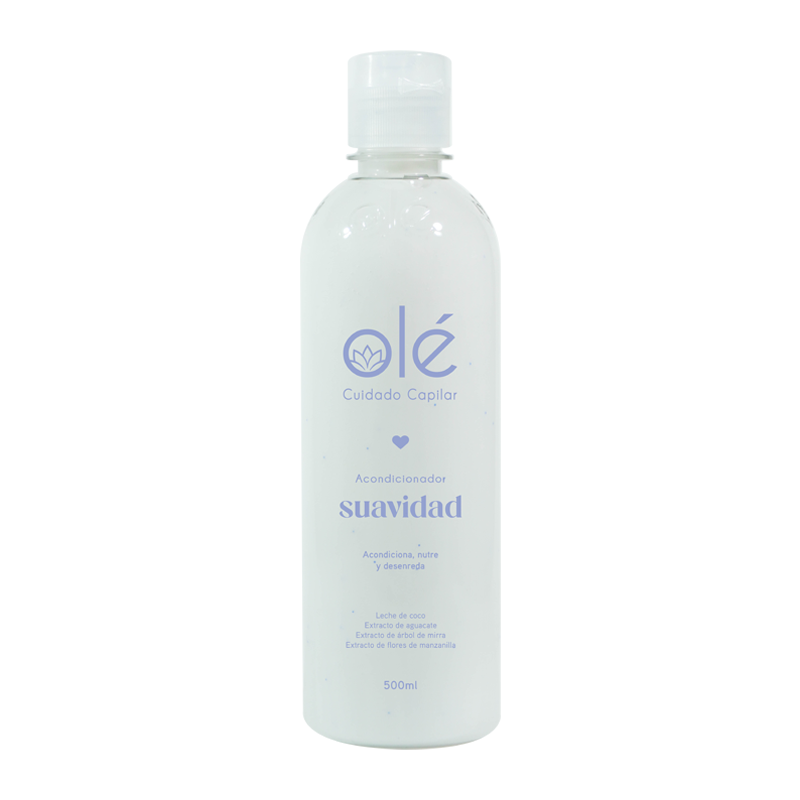 olé
Cuidado Capilar
Acondicionador
suavidad
Acondiciona, nutre
y desenreda
Leche de coco
Extracto de aguacate
Extracto de árbol de mirra
Extracto de flores de manzanilla
500ml